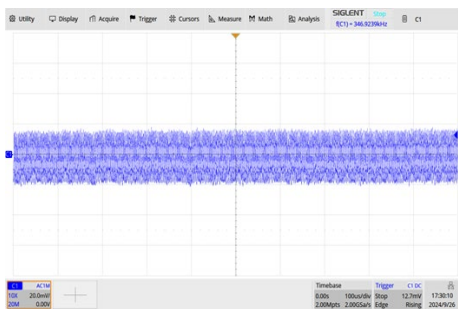 Utility Display Acquire Trigger Cursors Measure Math Analysis SIGLENT Stop C1
f(C1) = 346.9239kHz
C1 AC1M
10X 20.0mV/
20M 0.00V
Timebase
0.00s 100us/div
2.00Mpts 2.00GSa/s
Trigger C1 DC
Stop 12.7mV
Edge Rising
17:30:10
2024/9/26